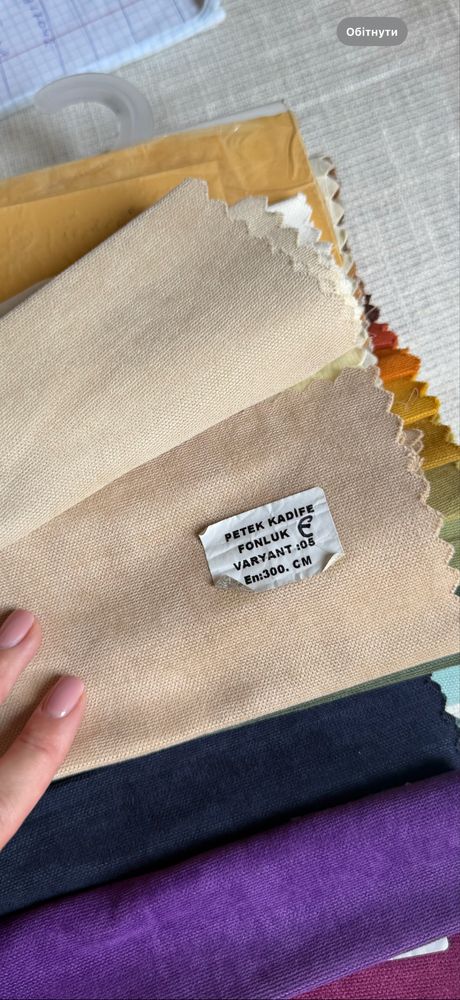 Обітнути
PETEK KADIFE
FONLUK E
VARYANT :05
En:300. CM